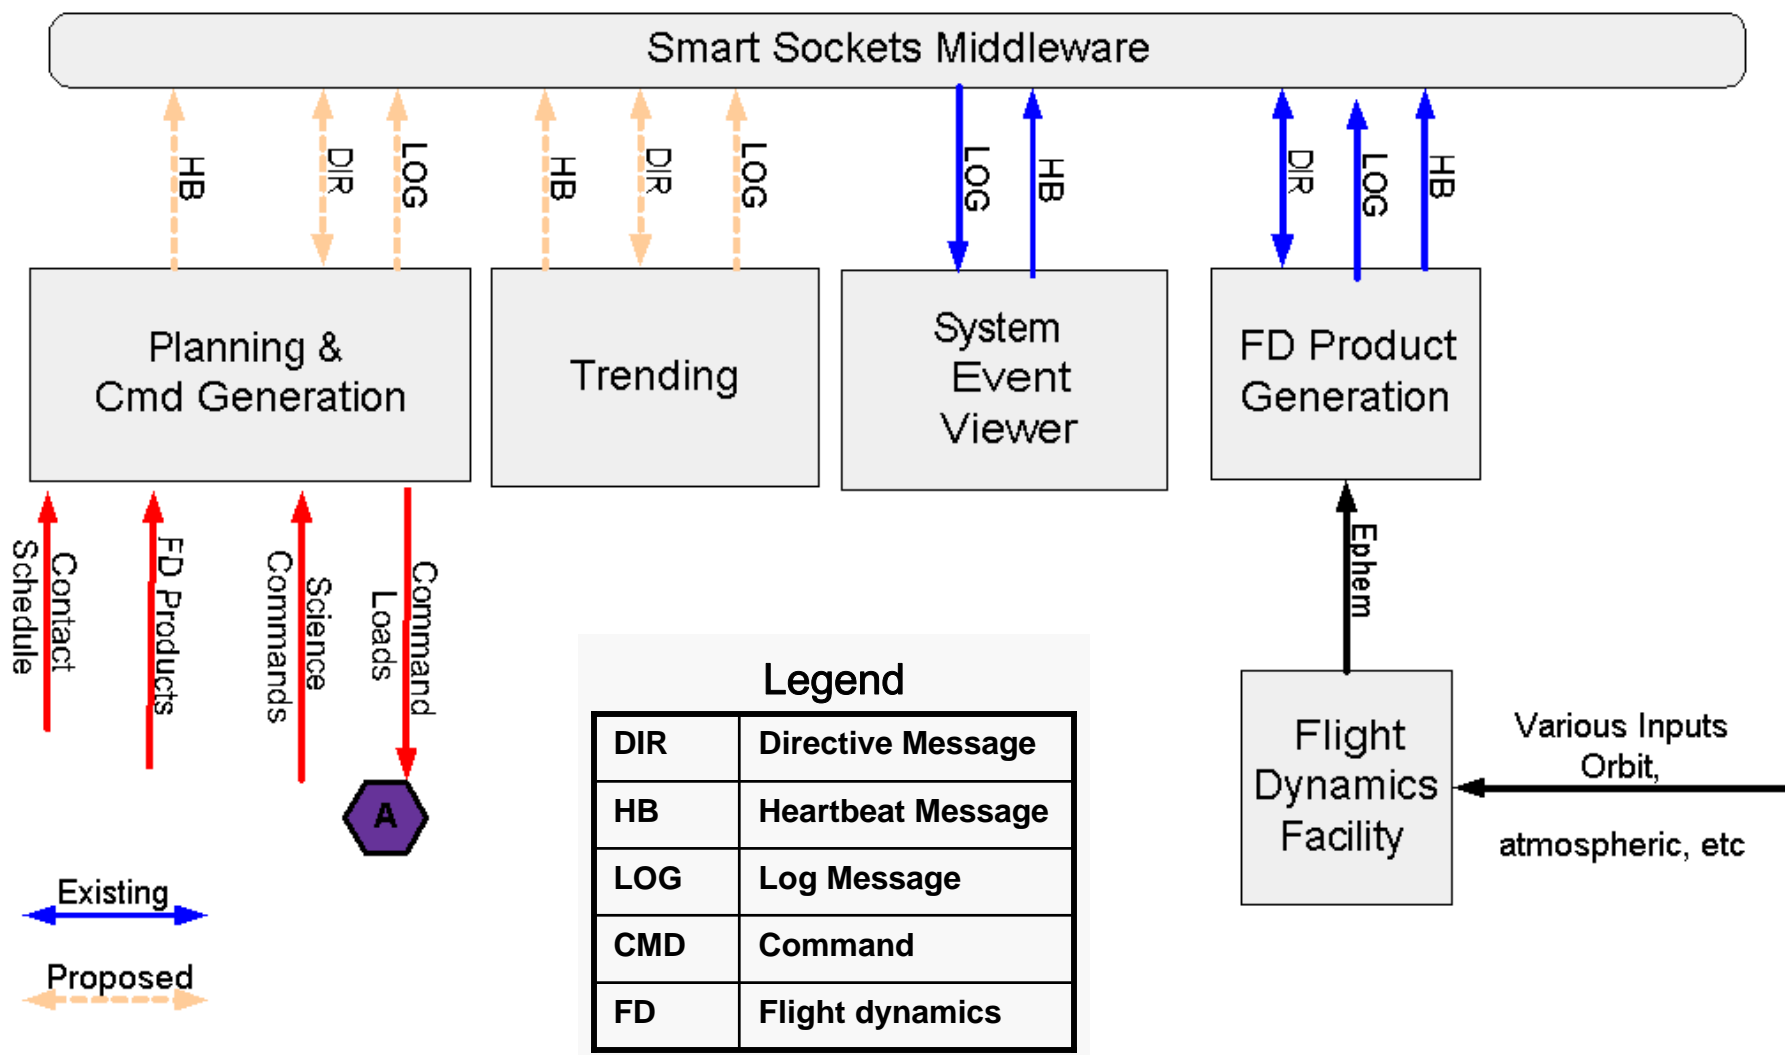 Smart Sockets Middleware
HB
DIR
LOG
HB
DIR
LOG
LOG
HB
DIR
LOG
HB
Planning &
Cmd Generation
Trending
System
Event
Viewer
FD Product
Generation
Contact
Schedule
FD Products
Science
Commands
Command
Loads
Ephem
A
Existing
Proposed
Legend
DIR Directive Message
HB Heartbeat Message
LOG Log Message
CMD Command
FD Flight dynamics
Flight
Dynamics
Facility
Various Inputs
Orbit,
atmospheric, etc